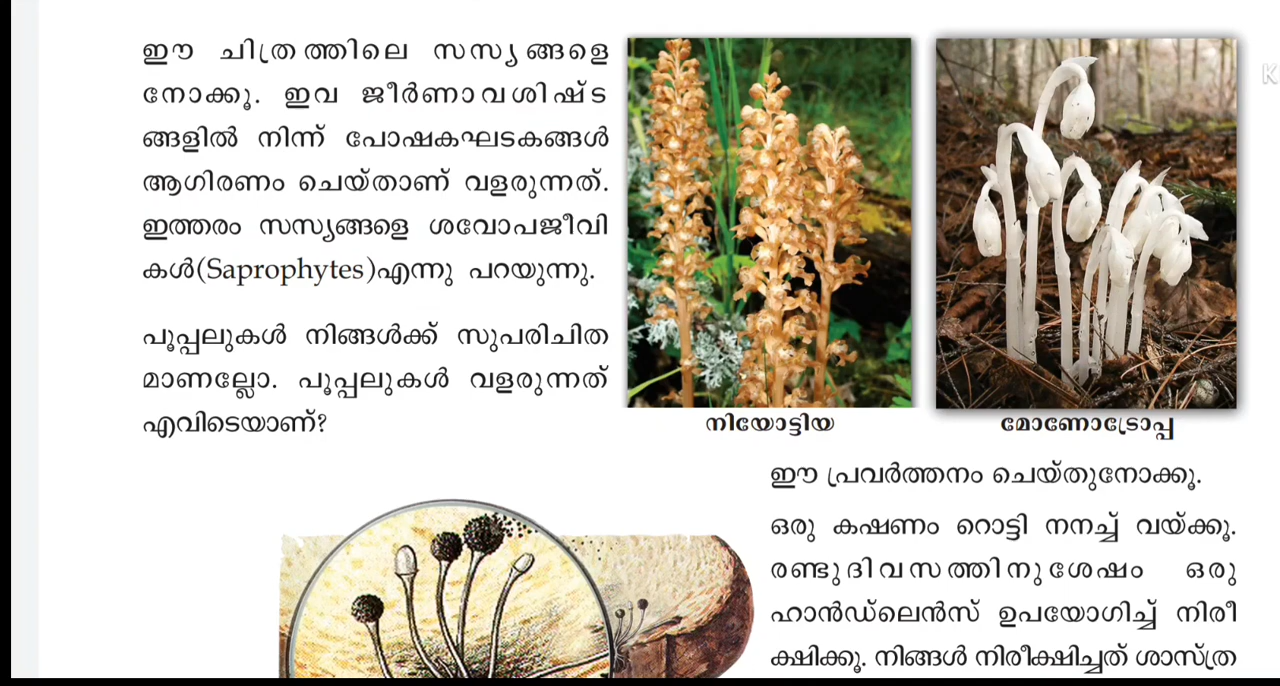 ഈ ചിത്രത്തിലെ സസ്യങ്ങളെ
നോക്കൂ. ഇവ ജീർണാവശിഷ്ട
ങ്ങളിൽ നിന്ന് പോഷകഘടകങ്ങൾ
ആഗിരണം ചെയ്താണ് വളരുന്നത്.
ഇത്തരം സസ്യങ്ങളെ ശവോപജീവി
കൾ(Saprophytes)എന്നു പറയുന്നു.
പൂപ്പലുകൾ നിങ്ങൾക്ക് സുപരിചിത
മാണല്ലോ. പൂപ്പലുകൾ വളരുന്നത്
എവിടെയാണ്?
നിയോട്ടിയ
മോണോട്രോപ്പ
ഈ പ്രവർത്തനം ചെയ്തുനോക്കൂ.
ഒരു കഷണം റൊട്ടി നനച്ച് വയ്ക്കൂ.
രണ്ടുദിവസത്തിനുശേഷം ഒരു
ഹാൻഡ്ലെൻസ് ഉപയോഗിച്ച് നിരീ
ക്ഷിക്കൂ. നിങ്ങൾ നിരീക്ഷിച്ചത് ശാസ്ത്ര